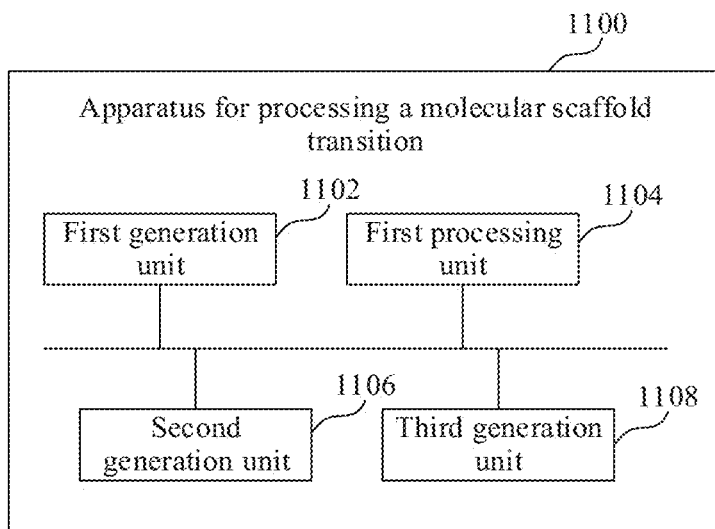 1100
Apparatus for processing a molecular scaffold
transition
1102
1104
First generation
unit
First processing
unit
1106
1108
Second
generation unit
Third generation
unit